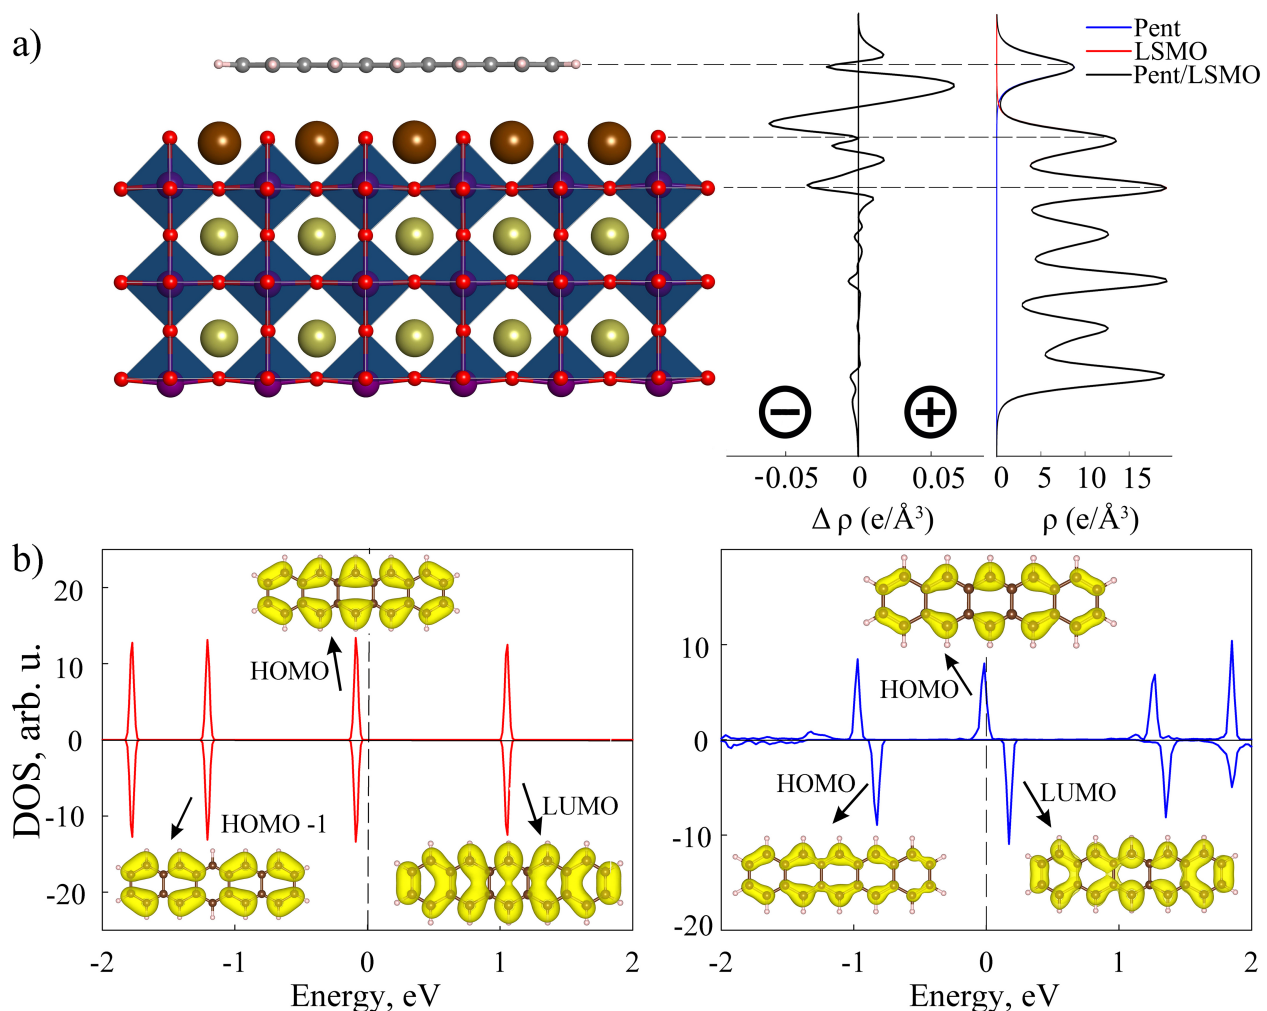 a)
Pent
LSMO
Pent/LSMO
-0.05 0 0.05
0 5 10 15
Δ ρ (e/Å³)
ρ (e/Å³)
b)
DOS, arb. u.
20
10
0
-10
-20
HOMO
HOMO -1
LUMO
-2 -1 0 1 2
Energy, eV
10
0
-10
-20
HOMO
HOMO
LUMO
-2 -1 0 1 2
Energy, eV